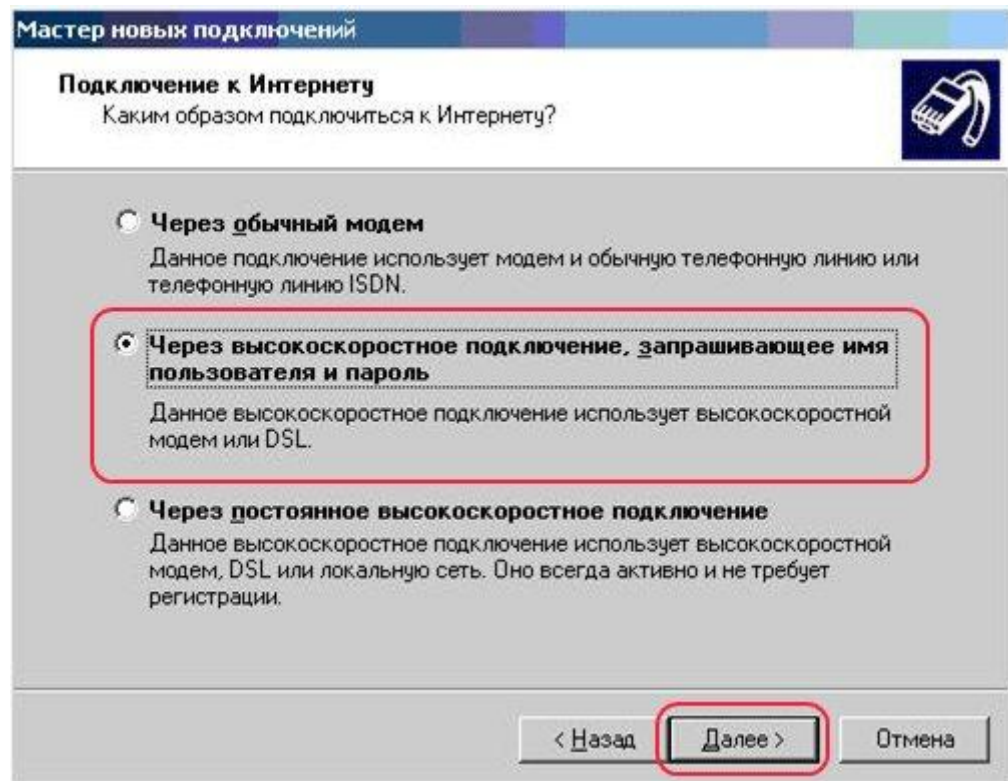 Мастер новых подключений
Подключение к Интернету
Каким образом подключиться к Интернету?
Через обычный модем
Данное подключение использует модем и обычную телефонную линию или
телефонную линию ISDN.
Через высокоскоростное подключение, запрашивающее имя
пользователя и пароль
Данное высокоскоростное подключение использует высокоскоростной
модем или DSL.
Через постоянное высокоскоростное подключение
Данное высокоскоростное подключение использует высокоскоростной
модем, DSL или локальную сеть. Оно всегда активно и не требует
регистрации.
< Назад Далее > Отмена